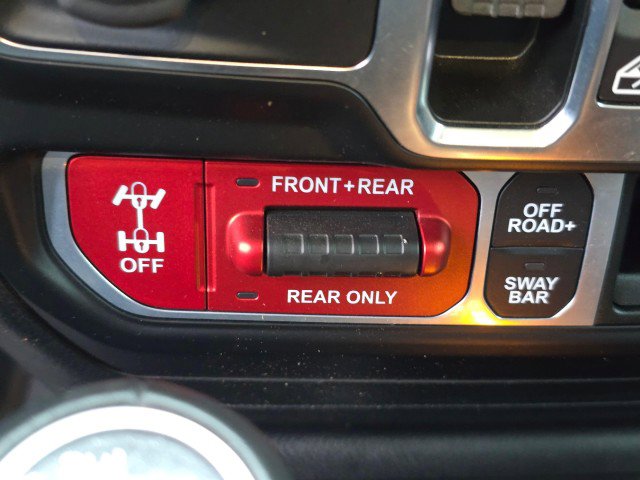 FRONT+REAR
OFF
REAR ONLY
OFF
ROAD+
SWAY
BAR